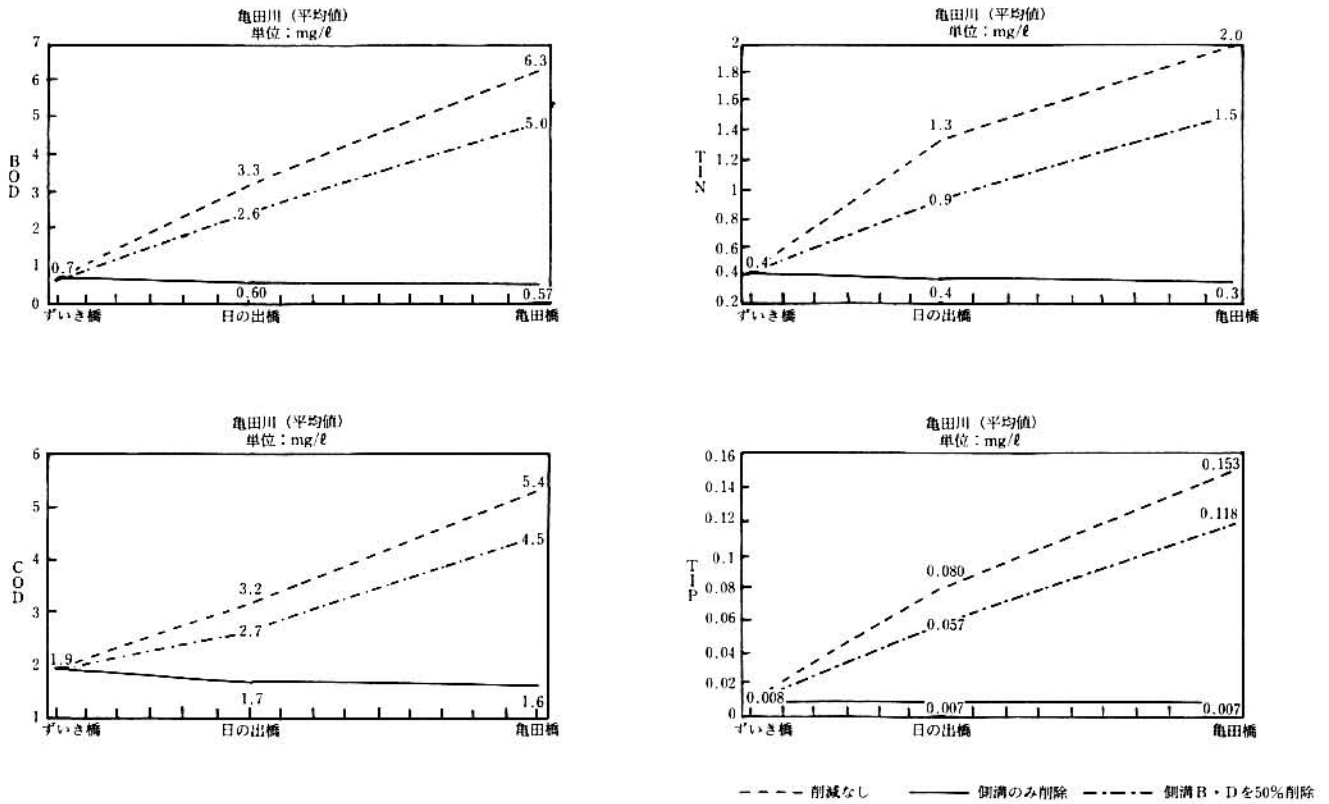 亀田川 (平均値)
単位：mg/ℓ
7
6
5
4
3
2
1
0
BOD
0.7
3.3
2.6
0.60
6.3
5.0
0.57
ずいき橋
日の出橋
亀田橋
亀田川 (平均値)
単位：mg/ℓ
2
1.8
1.6
1.4
1.2
1
0.8
0.6
0.4
0.2
TIN
0.4
1.3
0.9
0.4
2.0
1.5
0.3
ずいき橋
日の出橋
亀田橋
亀田川 (平均値)
単位：mg/ℓ
6
5
4
3
2
1
COD
1.9
3.2
2.7
1.7
5.4
4.5
1.6
ずいき橋
日の出橋
亀田橋
亀田川 (平均値)
単位：mg/ℓ
0.16
0.14
0.12
0.1
0.08
0.06
0.04
0.02
0
TIP
0.008
0.080
0.057
0.007
0.153
0.118
0.007
ずいき橋
日の出橋
亀田橋
削減なし 側溝のみ削除 側溝B・Dを50%削除